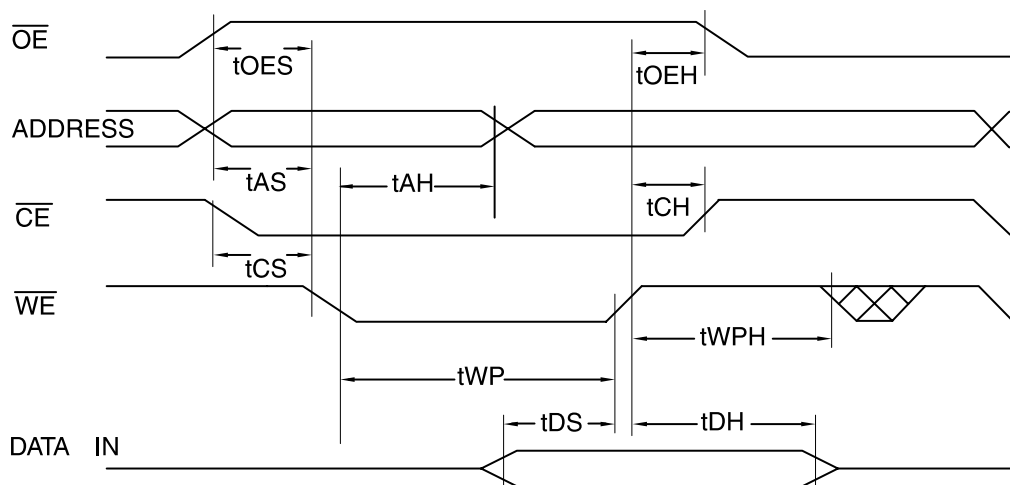 OE
tOES
tOEH
ADDRESS
tAS
tAH
tCH
CE
tCS
WE
tWPH
tWP
tDS
tDH
DATA IN